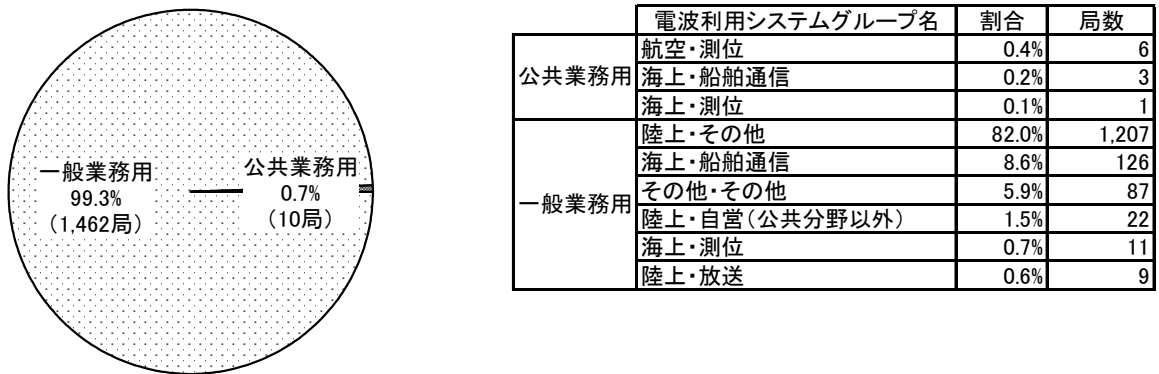 一般業務用
99.3%
（1,462局）
公共業務用
0.7%
（10局）
電波利用システムグループ名 割合 局数
公共業務用 航空・測位 0.4% 6
海上・船舶通信 0.2% 3
海上・測位 0.1% 1
一般業務用 陸上・その他 82.0% 1,207
海上・船舶通信 8.6% 126
その他・その他 5.9% 87
陸上・自営（公共分野以外） 1.5% 22
海上・測位 0.7% 11
陸上・放送 0.6% 9